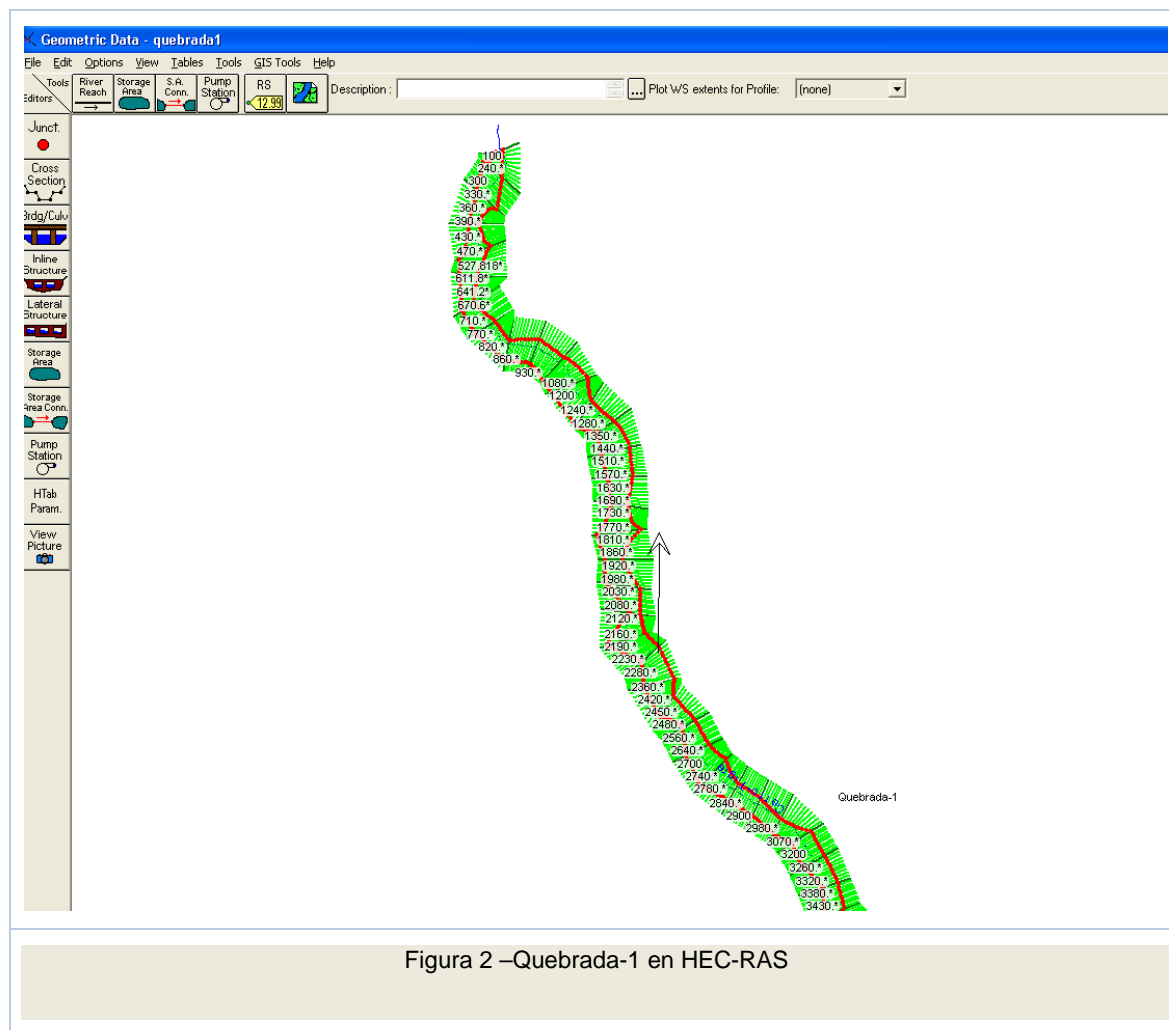 Geometric Data - quebrada1
File Edit Options View Tables Tools GIS Tools Help
Tools
Editors
River
Reach
Storage
Area
S.A.
Conn.
Pump
Station
RS
12.99
Description :
...
Plot WS extents for Profile:
(none)
Junct.
Cross
Section
Brdg/Culv
Inline
Structure
Lateral
Structure
Storage
Area
Storage
Area Conn.
Pump
Station
HTab
Param.
View
Picture
100
240.*
300
330.*
360.*
390.*
430.*
470.*
527.818*
611.8*
641.2*
670.6*
710.*
770.*
820.*
860.*
930.*
1080.*
1200
1240.*
1280.*
1350.*
1440.*
1510.*
1570.*
1630.*
1690.*
1730.*
1770.*
1810.*
1860.*
1920.*
1980.*
2030.*
2080.*
2120.*
2160.*
2190.*
2230.*
2280.*
2360.*
2420.*
2450.*
2480.*
2560.*
2640.*
2700
2740.*
2780.*
2840.*
2900
2980.*
3070.*
3200
3260.*
3320.*
3380.*
3430.*
Quebrada-1
Figura 2 –Quebrada-1 en HEC-RAS